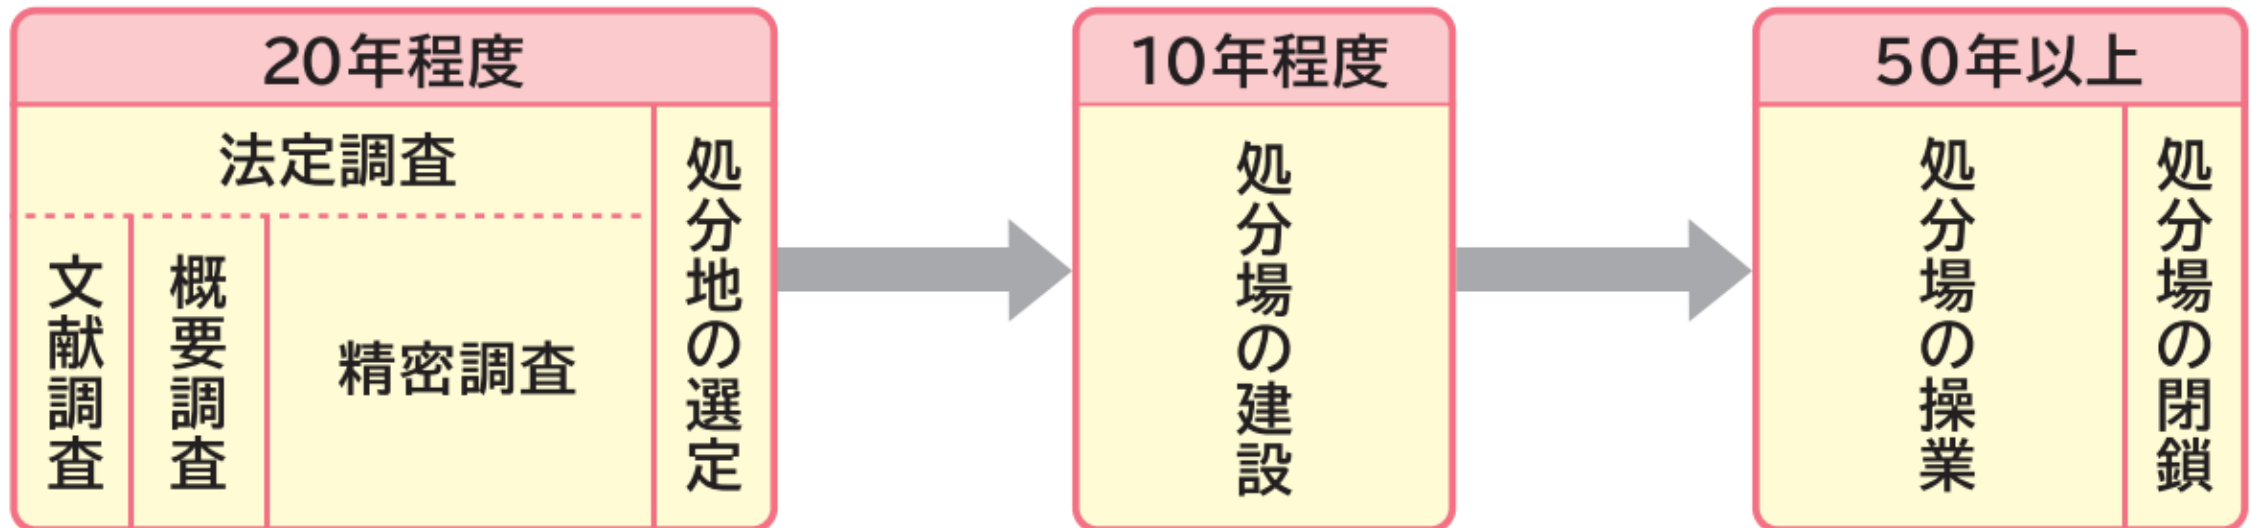 20年程度
法定調査
文献調査
概要調査
精密調査
処分地の選定
10年程度
処分場の建設
50年以上
処分場の操業
処分場の閉鎖